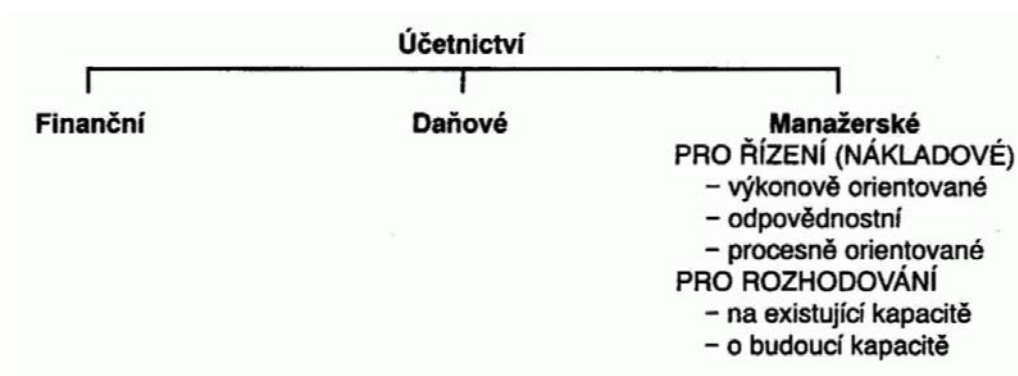 Účetnictví
Finanční
Daňové
Manažerské
PRO ŘÍZENÍ (NÁKLADOVÉ)
– výkonově orientované
– odpovědnostní
– procesně orientované
PRO ROZHODOVÁNÍ
– na existující kapacitě
– o budoucí kapacitě